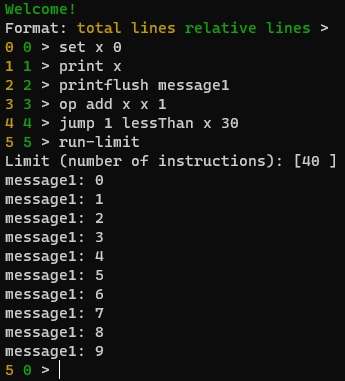 Welcome!
Format: total lines relative lines >
0 0 > set x 0
1 1 > print x
2 2 > printflush message1
3 3 > op add x x 1
4 4 > jump 1 lessThan x 30
5 5 > run-limit
Limit (number of instructions): [40 ]
message1: 0
message1: 1
message1: 2
message1: 3
message1: 4
message1: 5
message1: 6
message1: 7
message1: 8
message1: 9
5 0 >